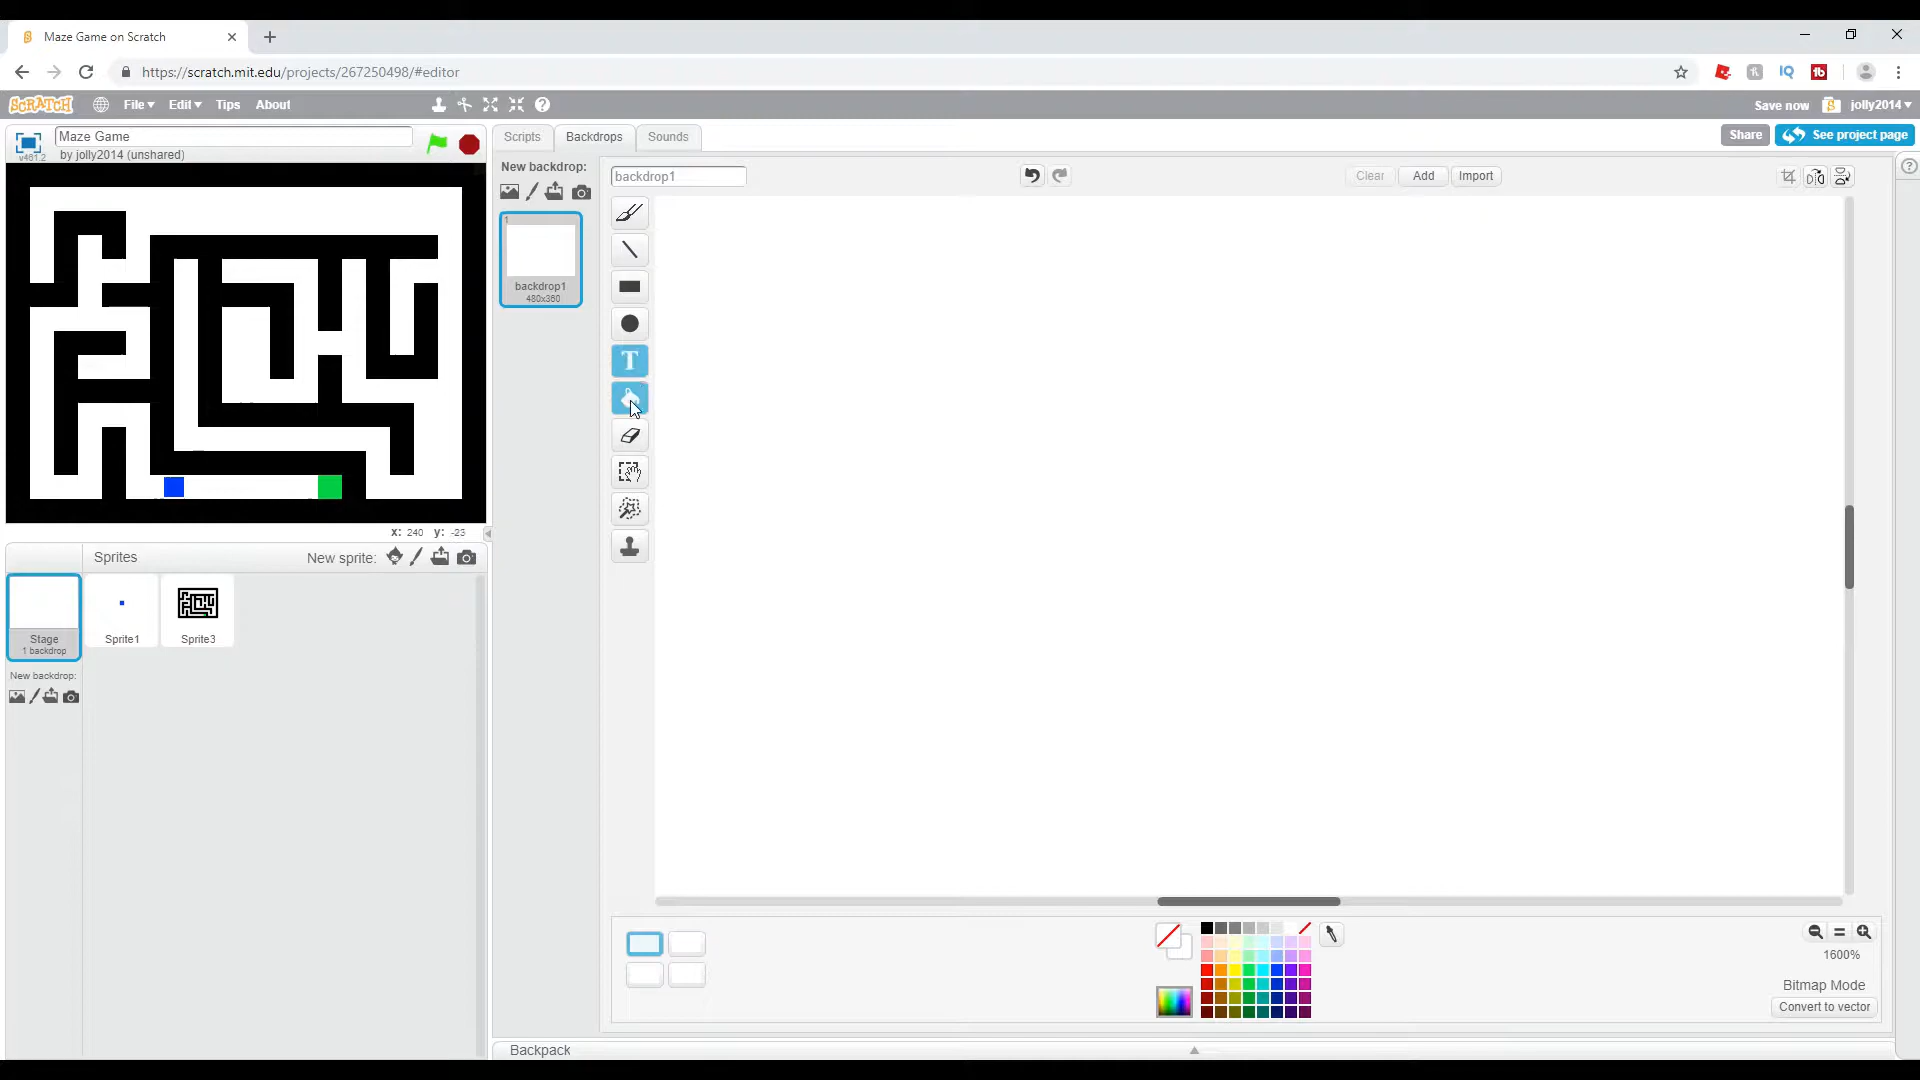 Maze Game on Scratch
https://scratch.mit.edu/projects/267250498/#editor
SCRATCH File Edit Tips About Save now jolly2014
Share See project page
Maze Game
v461.2 by jolly2014 (unshared)
Scripts Backdrops Sounds
New backdrop:
backdrop1 Clear Add Import
1
backdrop1
480x360
T
X: 240 y: -23
Sprites New sprite:
Stage Sprite1 Sprite3
1 backdrop
New backdrop:
1600%
Bitmap Mode
Convert to vector
Backpack